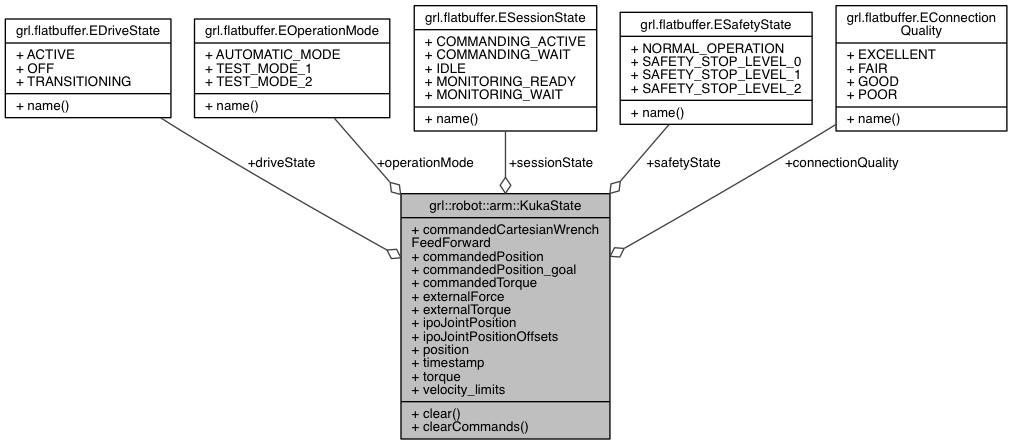 grl.flatbuffer.EDriveState
+ ACTIVE
+ OFF
+ TRANSITIONING
+ name()
grl.flatbuffer.EOperationMode
+ AUTOMATIC_MODE
+ TEST_MODE_1
+ TEST_MODE_2
+ name()
grl.flatbuffer.ESessionState
+ COMMANDING_ACTIVE
+ COMMANDING_WAIT
+ IDLE
+ MONITORING_READY
+ MONITORING_WAIT
+ name()
grl.flatbuffer.ESafetyState
+ NORMAL_OPERATION
+ SAFETY_STOP_LEVEL_0
+ SAFETY_STOP_LEVEL_1
+ SAFETY_STOP_LEVEL_2
+ name()
grl.flatbuffer.EConnection
Quality
+ EXCELLENT
+ FAIR
+ GOOD
+ POOR
+ name()
+driveState
+operationMode
+sessionState
+safetyState
+connectionQuality
grl::robot::arm::KukaState
+ commandedCartesianWrench
FeedForward
+ commandedPosition
+ commandedPosition_goal
+ commandedTorque
+ externalForce
+ externalTorque
+ ipoJointPosition
+ ipoJointPositionOffsets
+ position
+ timestamp
+ torque
+ velocity_limits
+ clear()
+ clearCommands()